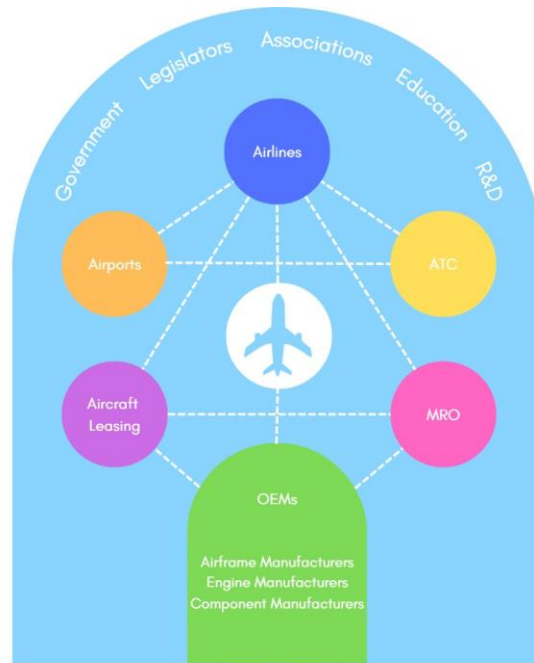 Government
Legislators
Associations
Education
R&D
Airlines
Airports
ATC
Aircraft
Leasing
MRO
OEMs
Airframe Manufacturers
Engine Manufacturers
Component Manufacturers